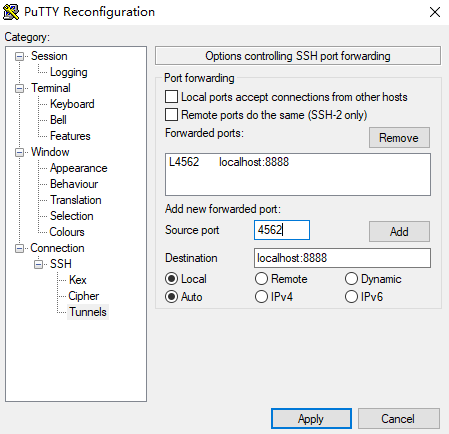 PuTTY Reconfiguration
Category:
Session
Logging
Terminal
Keyboard
Bell
Features
Window
Appearance
Behaviour
Translation
Selection
Colours
Connection
SSH
Kex
Cipher
Tunnels
Options controlling SSH port forwarding
Port forwarding
Local ports accept connections from other hosts
Remote ports do the same (SSH-2 only)
Forwarded ports:
Remove
L4562 localhost:8888
Add new forwarded port:
Source port 4562 Add
Destination localhost:8888
Local Remote Dynamic
Auto IPv4 IPv6
Apply Cancel